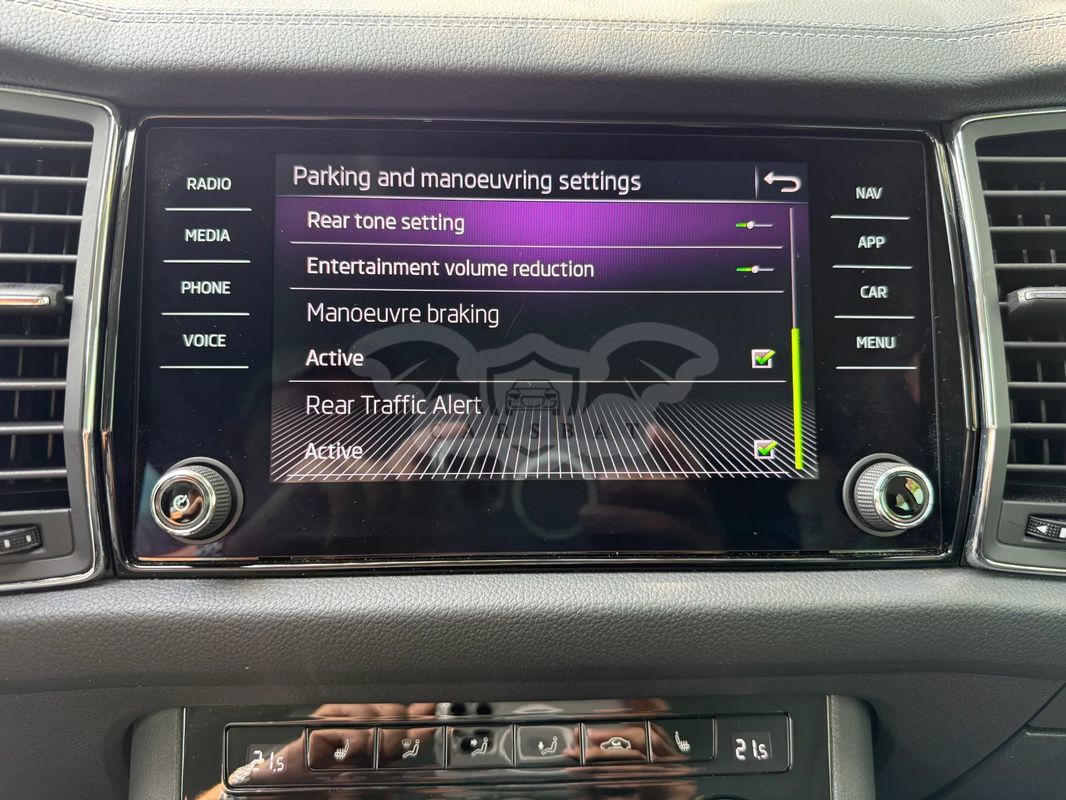 Parking and manoeuvring settings
RADIO
MEDIA
PHONE
VOICE
Rear tone setting
Entertainment volume reduction
Manoeuvre braking
Active
Rear Traffic Alert
Active
NAV
APP
CAR
MENU
CARSBAT
21.5
21.5